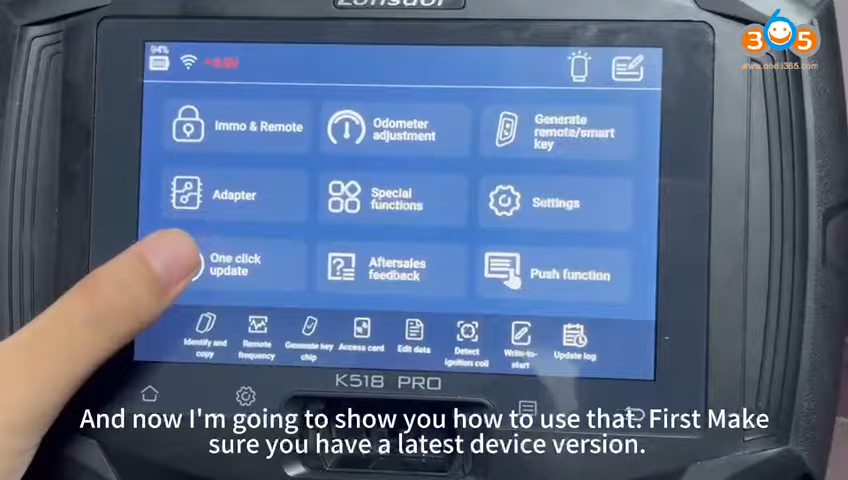 Lonsdor
365
www.obdii365.com
94%
Immo & Remote
Odometer
adjustment
Generate
remote/smart
key
Adapter
Special
functions
Settings
One click
update
Aftersales
feedback
Push function
Identify and
copy
Remote
frequency
Generate key
chip
Access card
Edit data
Detect
ignition coil
Write-to-
start
Update log
K518 PRO
And now I'm going to show you how to use that. First Make
sure you have a latest device version.